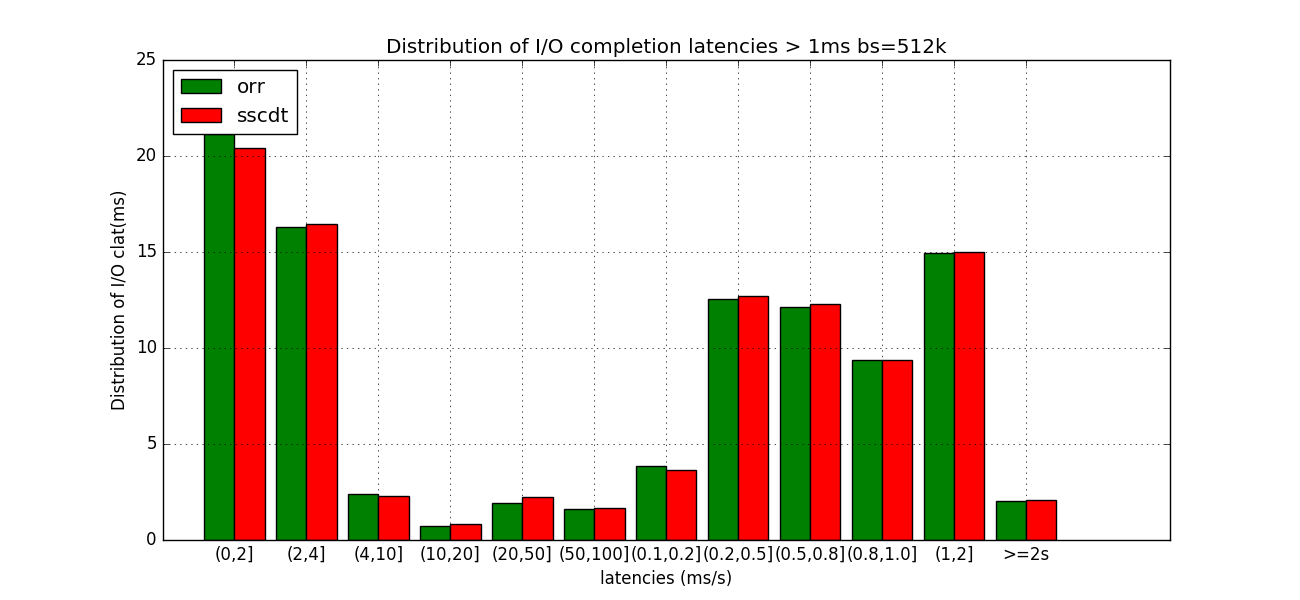 Distribution of I/O completion latencies > 1ms bs=512k
25
20
15
10
5
0
Distribution of I/O clat(ms)
orr
sscdt
(0,2] (2,4] (4,10] (10,20] (20,50] (50,100] (0.1,0.2] (0.2,0.5] (0.5,0.8] (0.8,1.0] (1,2] >=2s
latencies (ms/s)